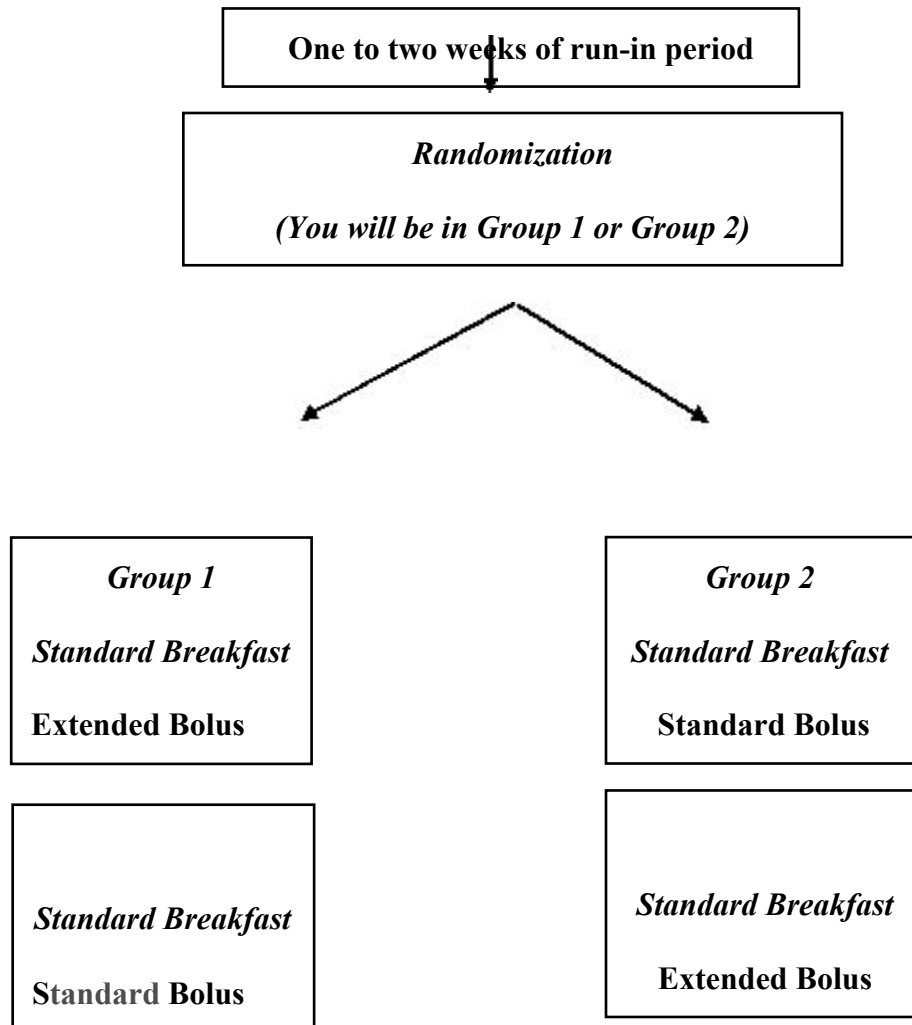 One to two weeks of run-in period
Randomization
(You will be in Group 1 or Group 2)
Group 1
Standard Breakfast
Extended Bolus
Group 2
Standard Breakfast
Standard Bolus
Standard Breakfast
Standard Bolus
Standard Breakfast
Extended Bolus